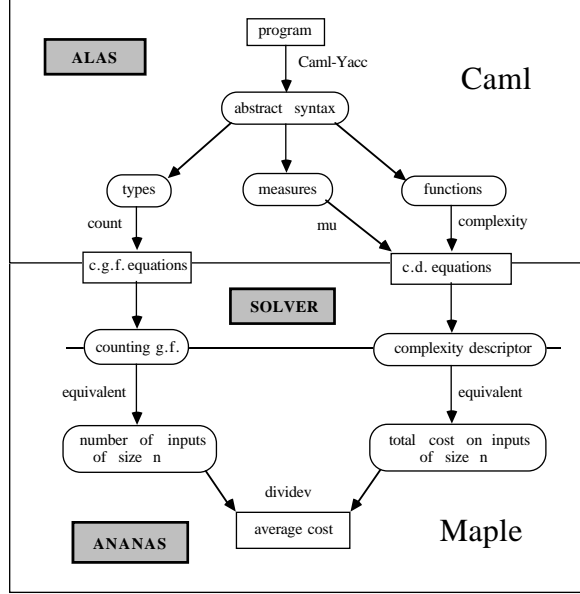 program
ALAS
Caml-Yacc
Caml
abstract syntax
types
measures
functions
count
mu
complexity
c.g.f. equations
c.d. equations
SOLVER
counting g.f.
complexity descriptor
equivalent
equivalent
number of inputs
of size n
total cost on inputs
of size n
dividev
average cost
ANANAS
Maple